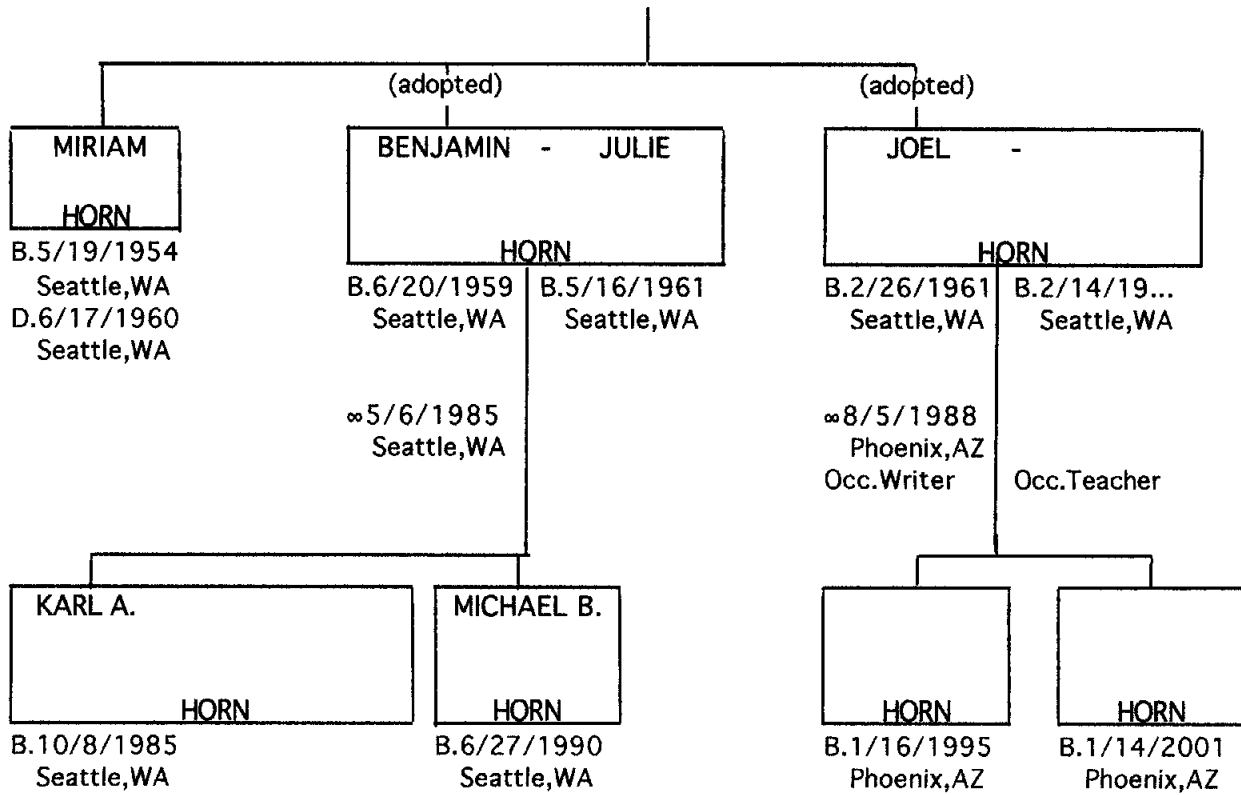 (adopted) (adopted)
MIRIAM BENJAMIN - JULIE JOEL -
HORN
HORN HORN
B.5/19/1954
Seattle,WA
D.6/17/1960
Seattle,WA
B.6/20/1959 B.5/16/1961 B.2/26/1961 B.2/14/19...
Seattle,WA Seattle,WA Seattle,WA Seattle,WA
∞5/6/1985 ∞8/5/1988
Seattle,WA Phoenix,AZ
Occ.Writer Occ.Teacher
KARL A. MICHAEL B.
HORN HORN HORN HORN
B.10/8/1985 B.6/27/1990 B.1/16/1995 B.1/14/2001
Seattle,WA Seattle,WA Phoenix,AZ Phoenix,AZ